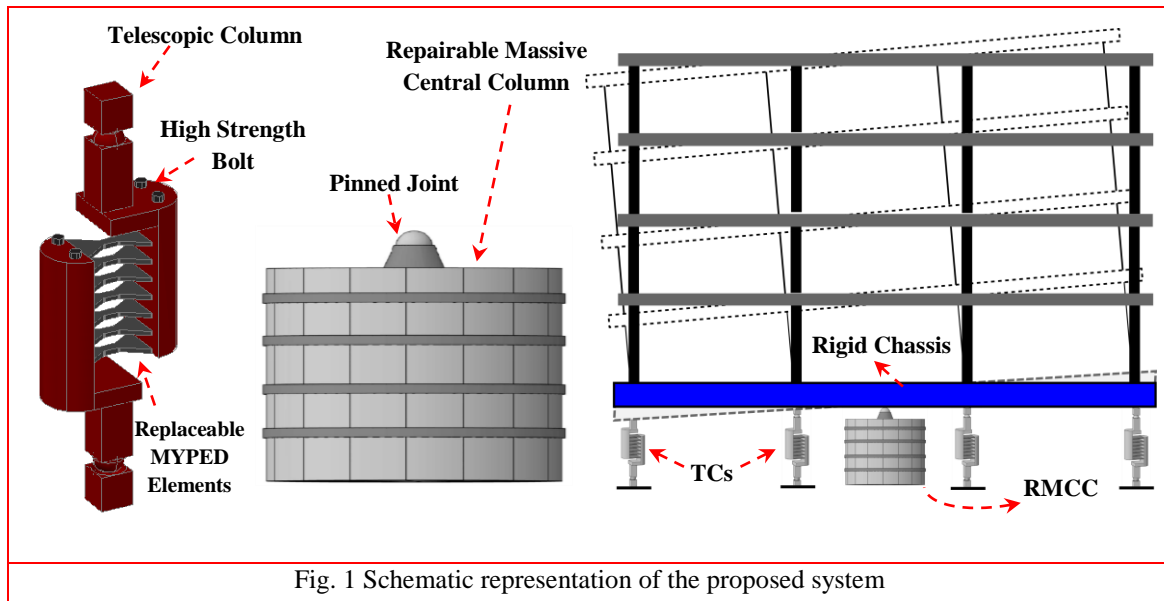 Telescopic Column
High Strength
Bolt
Replaceable
MYPED
Elements
Repairable Massive
Central Column
Pinned Joint
Rigid Chassis
TCs
RMCC
Fig. 1 Schematic representation of the proposed system